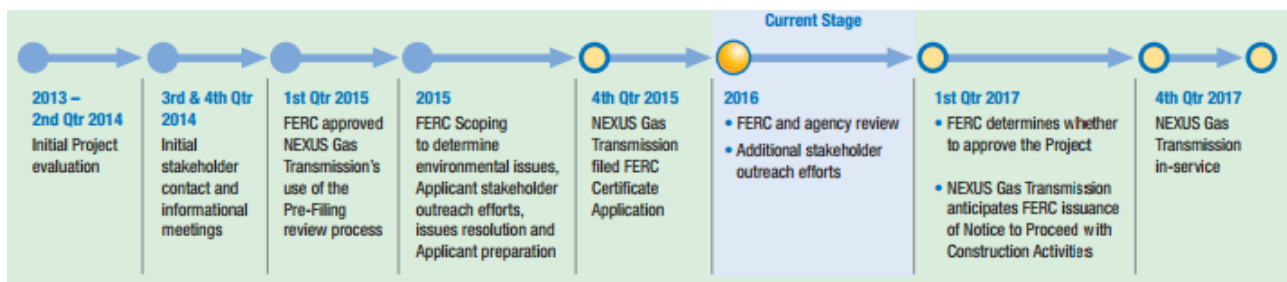 Current Stage
2013 –
2nd Qtr 2014
Initial Project
evaluation
3rd & 4th Qtr
2014
Initial
stakeholder
contact and
informational
meetings
1st Qtr 2015
FERC approved
NEXUS Gas
Transmission's
use of the
Pre-Filing
review process
2015
FERC Scoping
to determine
environmental issues,
Applicant stakeholder
outreach efforts,
issues resolution and
Applicant preparation
4th Qtr 2015
NEXUS Gas
Transmission
filed FERC
Certificate
Application
2016
• FERC and agency review
• Additional stakeholder
outreach efforts
1st Qtr 2017
• FERC determines whether
to approve the Project
• NEXUS Gas Transmission
anticipates FERC issuance
of Notice to Proceed with
Construction Activities
4th Qtr 2017
NEXUS Gas
Transmission
in-service